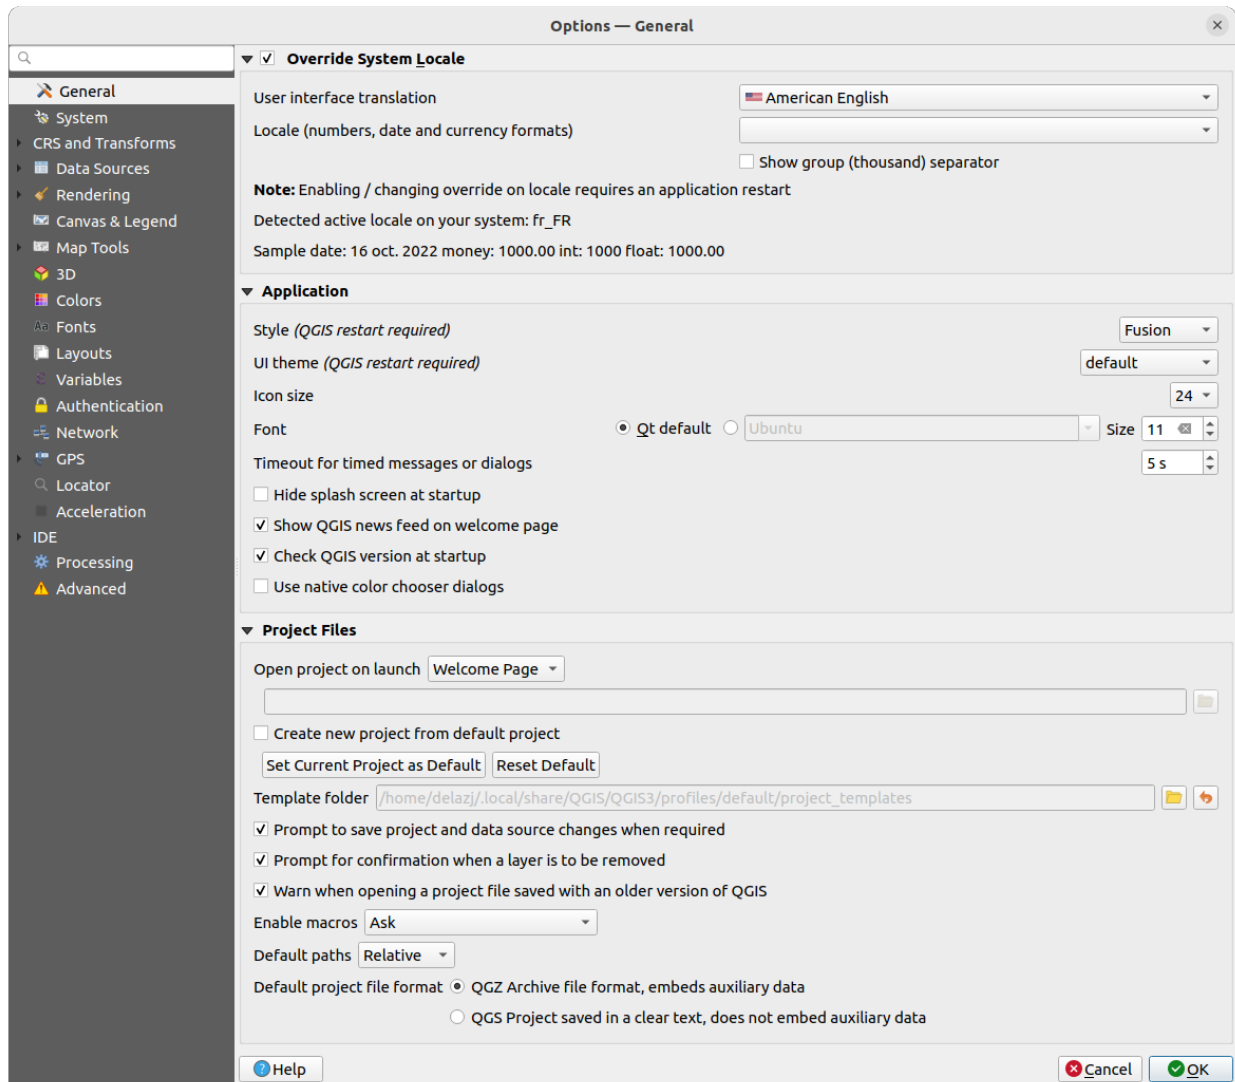 Options — General
Override System Locale
General
User interface translation
American English
System
Locale (numbers, date and currency formats)
CRS and Transforms
Show group (thousand) separator
Data Sources
Note: Enabling / changing override on locale requires an application restart
Rendering
Canvas & Legend
Detected active locale on your system: fr_FR
Map Tools
Sample date: 16 oct. 2022 money: 1000.00 int: 1000 float: 1000.00
3D
Application
Colors
Fonts
Style (QGIS restart required)
Fusion
Layouts
UI theme (QGIS restart required)
default
Variables
Icon size
24
Authentication
Font
Qt default
Ubuntu
Size 11
Network
GPS
Timeout for timed messages or dialogs
5 s
Locator
Hide splash screen at startup
Acceleration
Show QGIS news feed on welcome page
IDE
Check QGIS version at startup
Processing
Use native color chooser dialogs
Advanced
Project Files
Open project on launch Welcome Page
Create new project from default project
Set Current Project as Default Reset Default
Template folder /home/delazj/.local/share/QGIS/QGIS3/profiles/default/project_templates
Prompt to save project and data source changes when required
Prompt for confirmation when a layer is to be removed
Warn when opening a project file saved with an older version of QGIS
Enable macros Ask
Default paths Relative
Default project file format QGZ Archive file format, embeds auxiliary data
QGS Project saved in a clear text, does not embed auxiliary data
Help
Cancel
OK